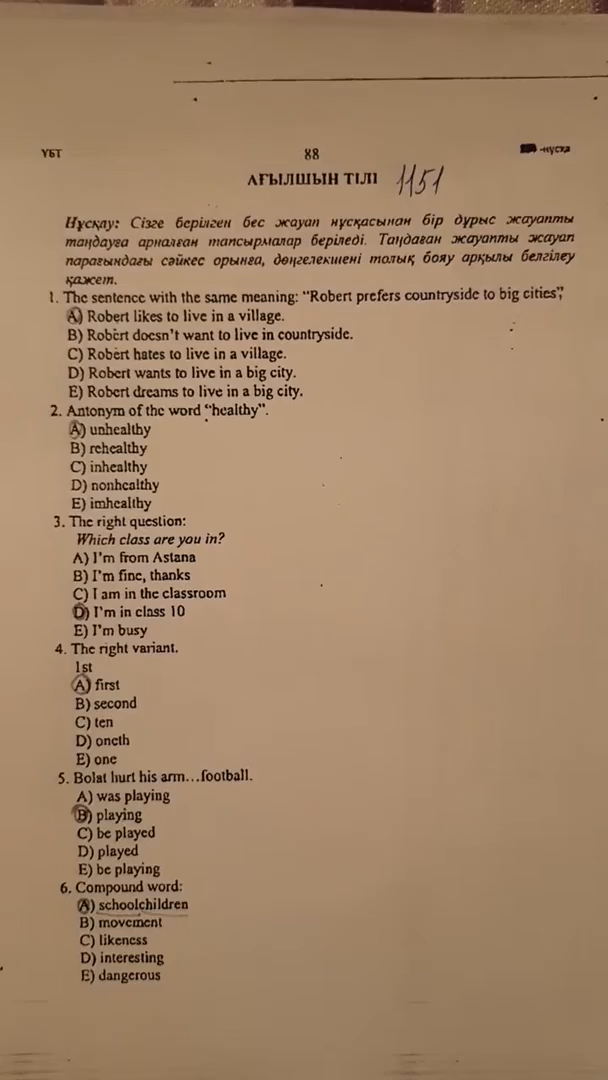 ҰБТ
88
-нұсқа
АҒЫЛШЫН ТІЛІ 1151
Нұсқау: Сізге берілген бес жауап нұсқасынан бір дұрыс жауапты
таңдауға арналған тапсырмалар беріледі. Таңдаған жауапты жауап
парағындағы сәйкес орынға, дөңгелекшені толық бояу арқылы белгілеу
қажет.
1. The sentence with the same meaning: “Robert prefers countryside to big cities”;
A) Robert likes to live in a village.
B) Robert doesn’t want to live in countryside.
C) Robert hates to live in a village.
D) Robert wants to live in a big city.
E) Robert dreams to live in a big city.
2. Antonym of the word “healthy”.
A) unhealthy
B) rehealthy
C) inhealthy
D) nonhealthy
E) imhealthy
3. The right question:
Which class are you in?
A) I’m from Astana
B) I’m fine, thanks
C) I am in the classroom
D) I’m in class 10
E) I’m busy
4. The right variant.
1st
A) first
B) second
C) ten
D) oneth
E) one
5. Bolat hurt his arm…football.
A) was playing
B) playing
C) be played
D) played
E) be playing
6. Compound word:
A) schoolchildren
B) movement
C) likeness
D) interesting
E) dangerous